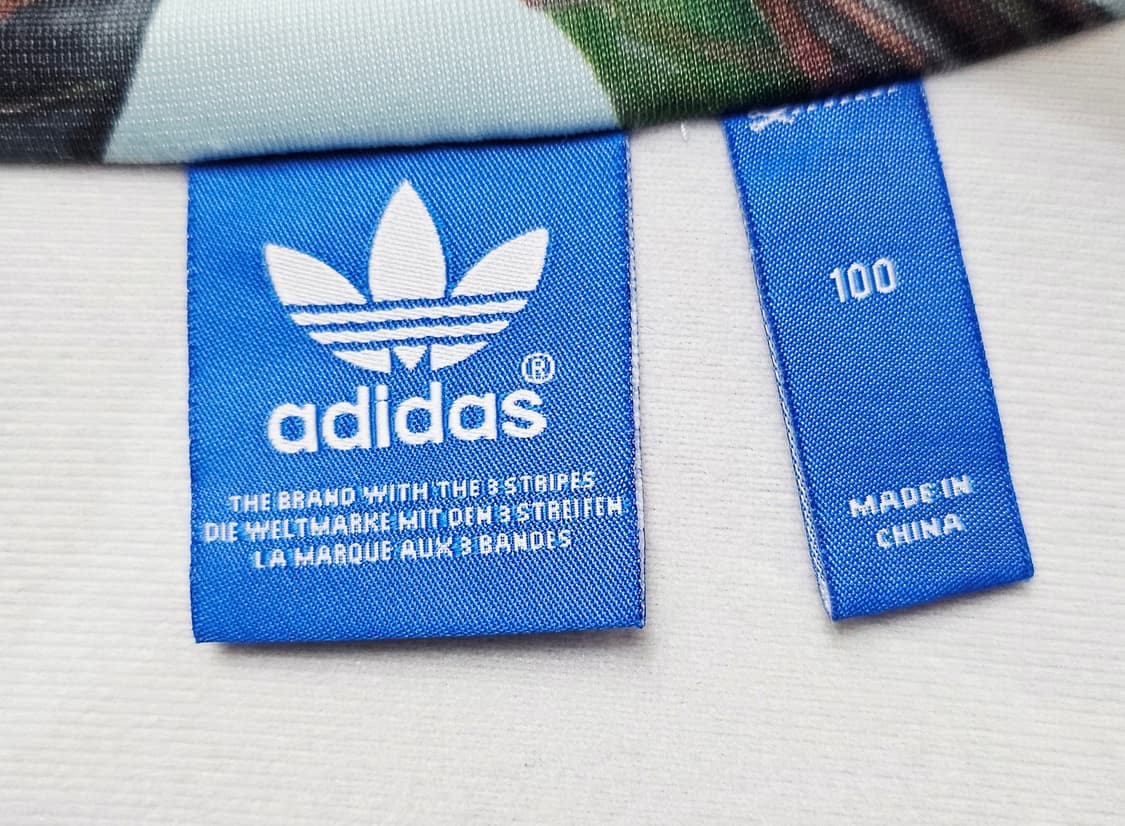 adidas®
THE BRAND WITH THE 3 STRIPES
DIE WELTMARKE MIT DEN 3 STREIFEN
LA MARQUE AUX 3 BANDES
100
MADE IN
CHINA